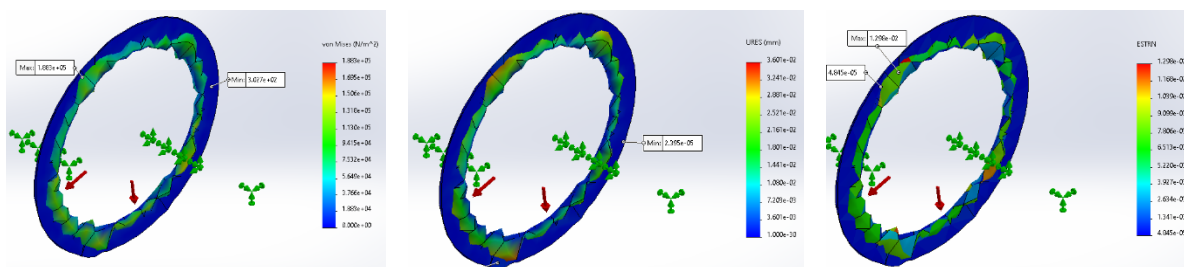 von Mises (N/m^2)
1.883e+05
1.695e+05
1.506e+05
1.318e+05
1.130e+05
9.415e+04
7.532e+04
5.649e+04
3.766e+04
1.883e+04
0.000e+00
Max: 1.883e+05
Min: 3.027e+02
URES (mm)
3.601e-02
3.241e-02
2.881e-02
2.521e-02
2.161e-02
1.801e-02
1.441e-02
1.080e-02
7.203e-03
3.601e-03
1.000e-30
Min: 2.395e-05
ESTRN
1.298e-02
1.168e-02
1.039e-02
9.099e-03
7.806e-03
6.513e-03
5.220e-03
3.927e-03
2.634e-03
1.341e-03
4.845e-05
Max: 1.298e-02
4.845e-05